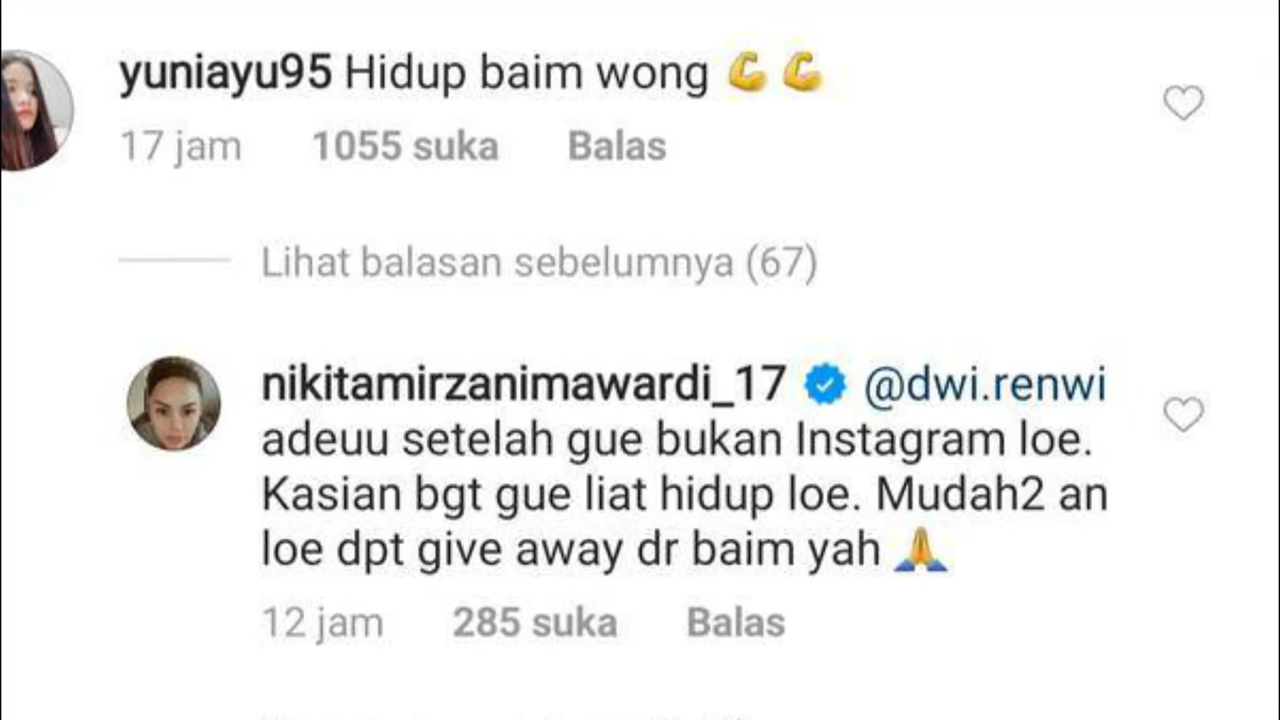 yuniayu95 Hidup baim wong 💪 💪
17 jam 1055 suka Balas
Lihat balasan sebelumnya (67)
nikitamirzanimawardi_17 @dwi.renwi
adeuu setelah gue bukan Instagram loe.
Kasian bgt gue liat hidup loe. Mudah2 an
loe dpt give away dr baim yah 🙏
12 jam 285 suka Balas